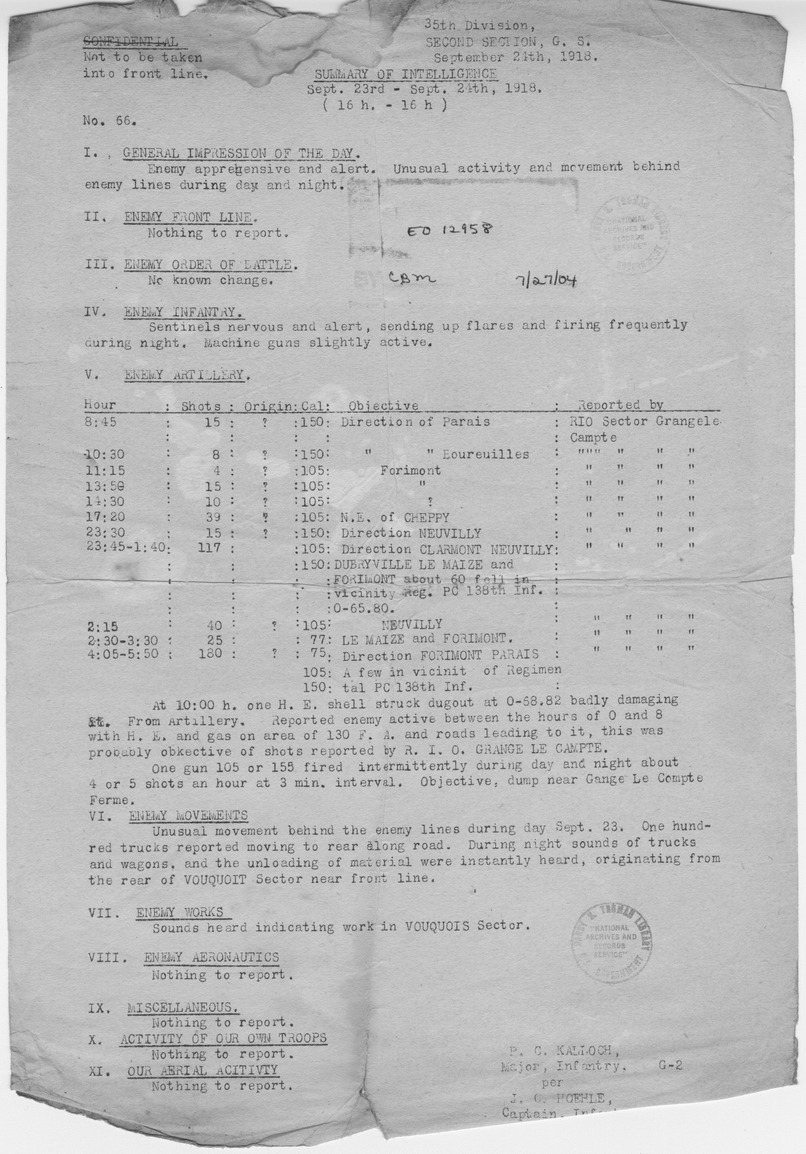 35th Division,
CONFIDENTIAL SECOND SECTION, G. S.
Not to be taken September 24th, 1918.
into front line. SUMMARY OF INTELLIGENCE
Sept. 23rd - Sept. 24th, 1918.
( 16 h. - 16 h )
No. 66.
I. , GENERAL IMPRESSION OF THE DAY.
Enemy apprehensive and alert. Unusual activity and movement behind
enemy lines during day and night.
II. ENEMY FRONT LINE.
Nothing to report.
EO 12958
III. ENEMY ORDER OF BATTLE.
No known change.
CBM 7/27/04
IV. ENEMY INFANTRY.
Sentinels nervous and alert, sending up flares and firing frequently
during night. Machine guns slightly active.
V. ENEMY ARTILLERY.
Hour : Shots : Origin: Cal: Objective : Reported by
8:45 : 15 : ? :150: Direction of Parais : RIO Sector Grangele
: : : : : Campte
10:30 : 8 : ? :150: " " Boureuilles : """ " " "
11:15 : 4 : ? :105: Forimont : " " " "
13:50 : 15 : ? :105: " : " " " "
14:30 : 10 : ? :105: ? : " " " "
17:20 : 39 : ? :105: N.E. of CHEPPY : " " " "
23:30 : 15 : ? :150: Direction NEUVILLY : " " " "
23:45-1:40: 117 : :105: Direction CLARMONT NEUVILLY: " " " "
:150: DUBRYVILLE LE MAIZE and :
: : : :FORIMONT about 60 fell in :
: : : :vicinity Reg. PC 138th Inf. :
: : : :0-65.80. :
2:15 : 40 : ? :105: NEUVILLY : " " " "
2:30-3:30 : 25 : : 77: LE MAIZE and FORIMONT. : " " " "
4:05-5:50 : 180 : ? : 75: Direction FORIMONT PARAIS : " " " "
105: A few in vicinit of Regimen
150: tal PC 138th Inf. :
At 10:00 h. one H. E. shell struck dugout at 0-68.82 badly damaging
it. From Artillery. Reported enemy active between the hours of 0 and 8
with H. E. and gas on area of 130 F. A. and roads leading to it, this was
probably obkective of shots reported by R. I. O. GRANGE LE CAMPTE.
One gun 105 or 155 fired intermittently during day and night about
4 or 5 shots an hour at 3 min. interval. Objective, dump near Gange Le Compte
Ferme.
VI. ENEMY MOVEMENTS
Unusual movement behind the enemy lines during day Sept. 23. One hund-
red trucks reported moving to rear along road. During night sounds of trucks
and wagons, and the unloading of material were instantly heard, originating from
the rear of VOUQUOIT Sector near front line.
VII. ENEMY WORKS
Sounds heard indicating work in VOUQUOIS Sector.
HARRY S. TRUMAN LIBRARY
"NATIONAL
ARCHIVES AND
RECORDS
SERVICE"
GOVERNMENT
VIII. ENEMY AERONAUTICS
Nothing to report.
IX. MISCELLANEOUS.
Nothing to report.
X. ACTIVITY OF OUR OWN TROOPS
Nothing to report.
XI. OUR AERIAL ACITIVTY
Nothing to report.
P. C. KALLOCH,
Major, Infantry. G-2
per
J. C. HOEHLE,
Captain.